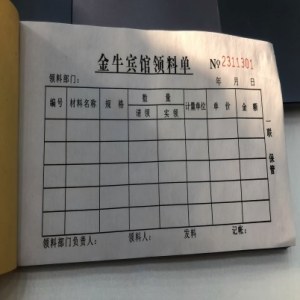 金牛宾馆领料单 №2311301
领料部门： 年 月 日
编号 材料名称 规格 数量 计量单位 单价 金额
请领 实领
一联 保管
领料部门负责人： 领料人： 发料 记帐：